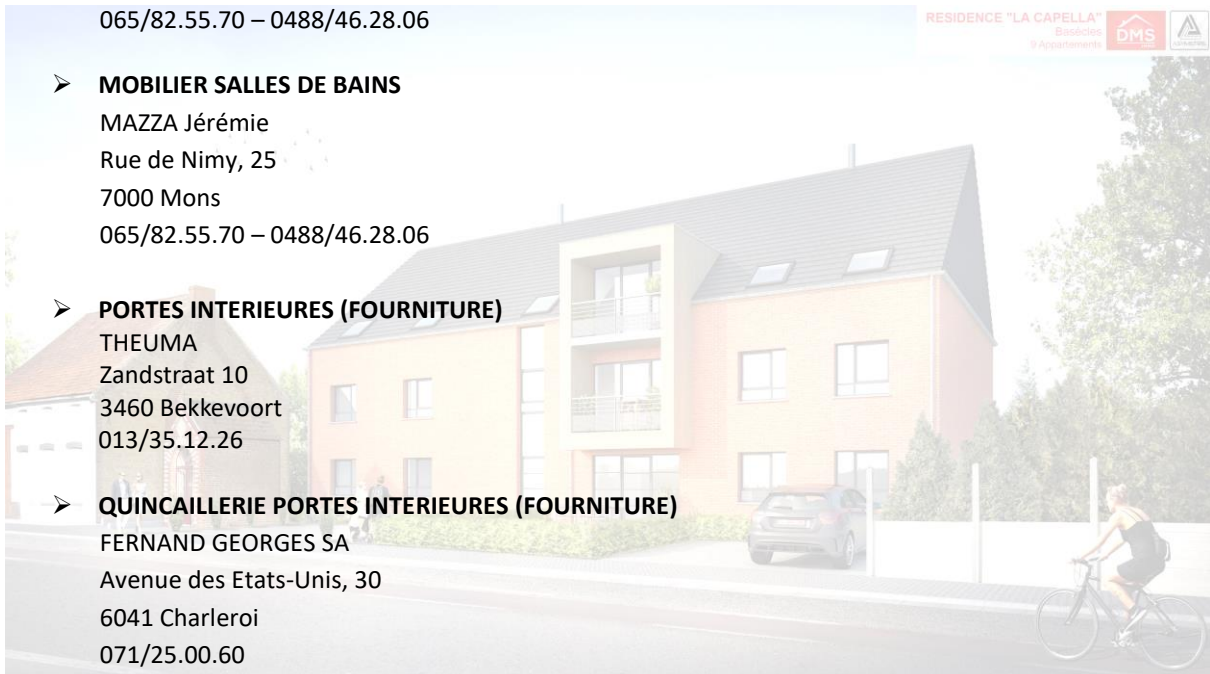 065/82.55.70 – 0488/46.28.06
RESIDENCE "LA CAPELLA"
Basècles
9 Appartements
DMS
➢ MOBILIER SALLES DE BAINS
MAZZA Jérémie
Rue de Nimy, 25
7000 Mons
065/82.55.70 – 0488/46.28.06
➢ PORTES INTERIEURES (FOURNITURE)
THEUMA
Zandstraat 10
3460 Bekkevoort
013/35.12.26
➢ QUINCAILLERIE PORTES INTERIEURES (FOURNITURE)
FERNAND GEORGES SA
Avenue des Etats-Unis, 30
6041 Charleroi
071/25.00.60